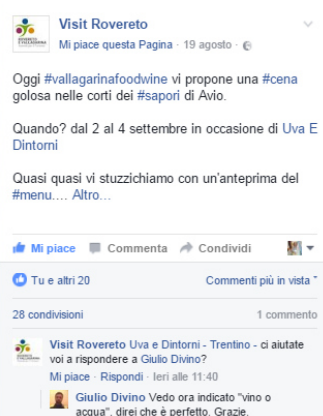 Visit Rovereto
Mi piace questa Pagina · 19 agosto ·
Oggi #vallagarinafoodwine vi propone una #cena
golosa nelle corti dei #sapori di Avio.
Quando? dal 2 al 4 settembre in occasione di Uva E
Dintorni
Quasi quasi vi stuzzichiamo con un'anteprima del
#menu.... Altro...
Mi piace Commenta Condividi
Tu e altri 20 Commenti più in vista
28 condivisioni 1 commento
Visit Rovereto Uva e Dintorni - Trentino - ci aiutate
voi a rispondere a Giulio Divino?
Mi piace · Rispondi · Ieri alle 11:40
Giulio Divino Vedo ora indicato "vino o
acqua", direi che è perfetto. Grazie.